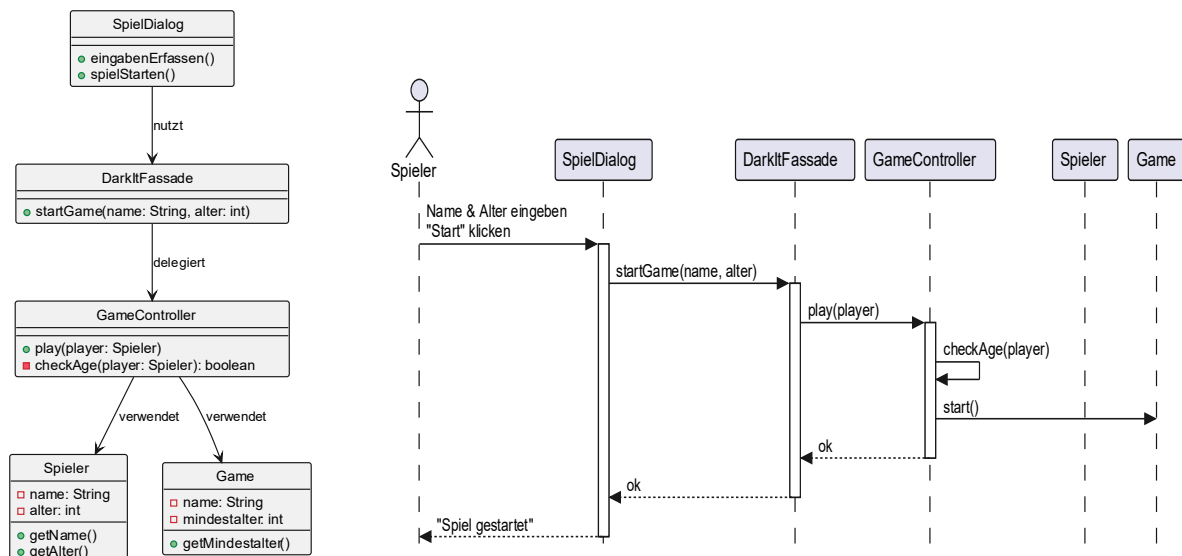 SpielDialog
eingabenErfassen()
spielStarten()
nutzt
DarkItFassade
startGame(name: String, alter: int)
delegiert
GameController
play(player: Spieler)
checkAge(player: Spieler): boolean
verwendet
verwendet
Spieler
name: String
alter: int
getName()
getAlter()
Game
name: String
mindestalter: int
getMindestalter()
Spieler
SpielDialog
DarkItFassade
GameController
Spieler
Game
Name & Alter eingeben
"Start" klicken
startGame(name, alter)
play(player)
checkAge(player)
start()
ok
ok
"Spiel gestartet"